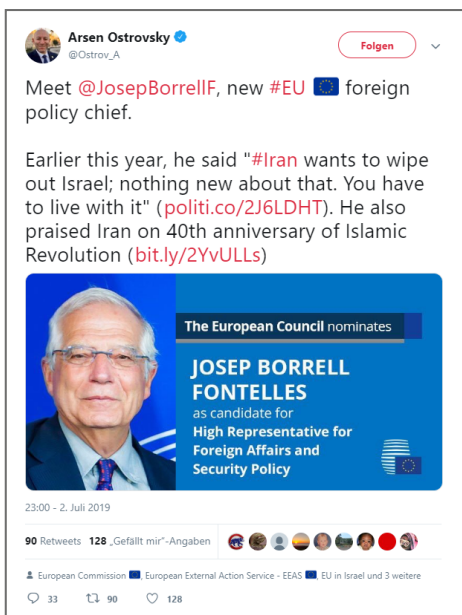 Arsen Ostrovsky
@Ostrov_A
Folgen
Meet @JosepBorrellF, new #EU 🇪🇺 foreign
policy chief.
Earlier this year, he said "#Iran wants to wipe
out Israel; nothing new about that. You have
to live with it" (politi.co/2J6LDHT). He also
praised Iran on 40th anniversary of Islamic
Revolution (bit.ly/2YvULLs)
The European Council nominates
JOSEP BORRELL
FONTELLES
as candidate for
High Representative for
Foreign Affairs and
Security Policy
23:00 - 2. Juli 2019
90 Retweets 128 „Gefällt mir“-Angaben
European Commission 🇪🇺, European External Action Service - EEAS 🇪🇺, EU in Israel und 3 weitere
33 90 128